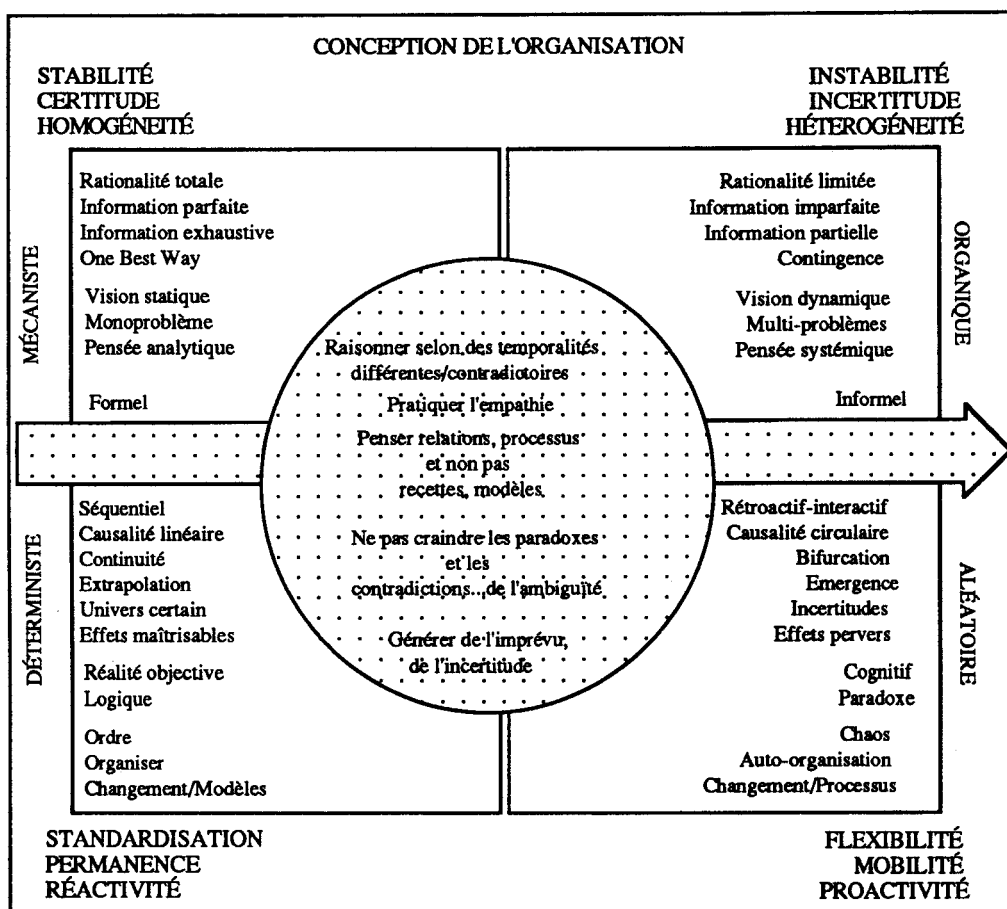 CONCEPTION DE L'ORGANISATION
STABILITÉ
CERTITUDE
HOMOGÉNEITÉ
INSTABILITÉ
INCERTITUDE
HÉTEROGÉNEITÉ
MÉCANISTE
Rationalité totale
Information parfaite
Information exhaustive
One Best Way
Vision statique
Monoproblème
Pensée analytique
Formel
Rationalité limitée
Information imparfaite
Information partielle
Contingence
Vision dynamique
Multi-problèmes
Pensée systémique
Informel
ORGANIQUE
Raisonner selon des temporalités
différentes/contradictoires
Pratiquer l'empathie
Penser relations, processus
et non pas
recettes, modèles.
Ne pas craindre les paradoxes
et les
contradictions...de l'ambiguité
Générer de l'imprévur,
de l'incertitude
DÉTERMINISTE
Séquentiel
Causalité linéaire
Continuité
Extrapolation
Univers certain
Effets maîtrisables
Réalité objective
Logique
Ordre
Organiser
Changement/Modèles
Rétroactif-interactif
Causalité circulaire
Bifurcation
Emergence
Incertitudes
Effets pervers
Cognitif
Paradoxe
Chaos
Auto-organisation
Changement/Processus
ALÉATOIRE
STANDARDISATION
PERMANENCE
RÉACTIVITÉ
FLEXIBILITÉ
MOBILITÉ
PROACTIVITÉ